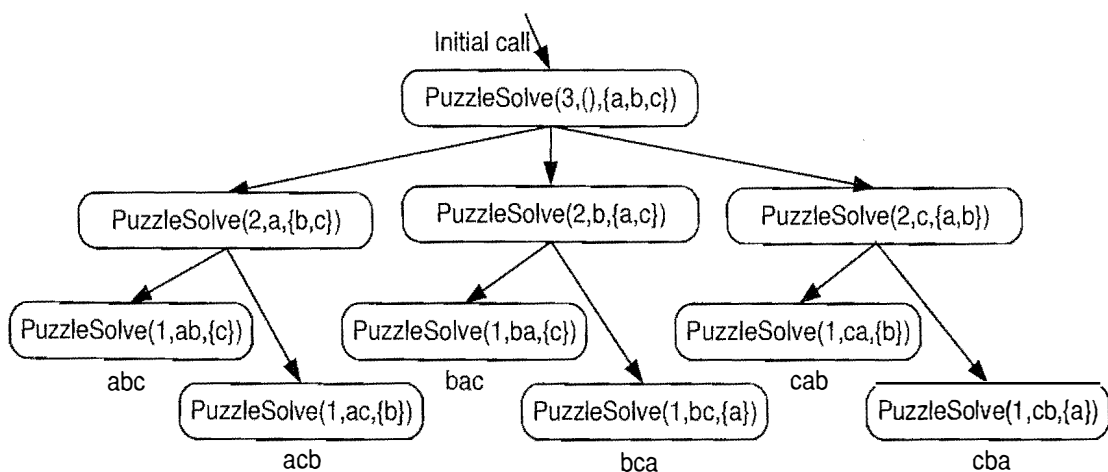 Initial call
PuzzleSolve(3,(),{a,b,c})
PuzzleSolve(2,a,{b,c})
PuzzleSolve(2,b,{a,c})
PuzzleSolve(2,c,{a,b})
PuzzleSolve(1,ab,{c})
PuzzleSolve(1,ba,{c})
PuzzleSolve(1,ca,{b})
abc
bac
cab
PuzzleSolve(1,ac,{b})
PuzzleSolve(1,bc,{a})
PuzzleSolve(1,cb,{a})
acb
bca
cba